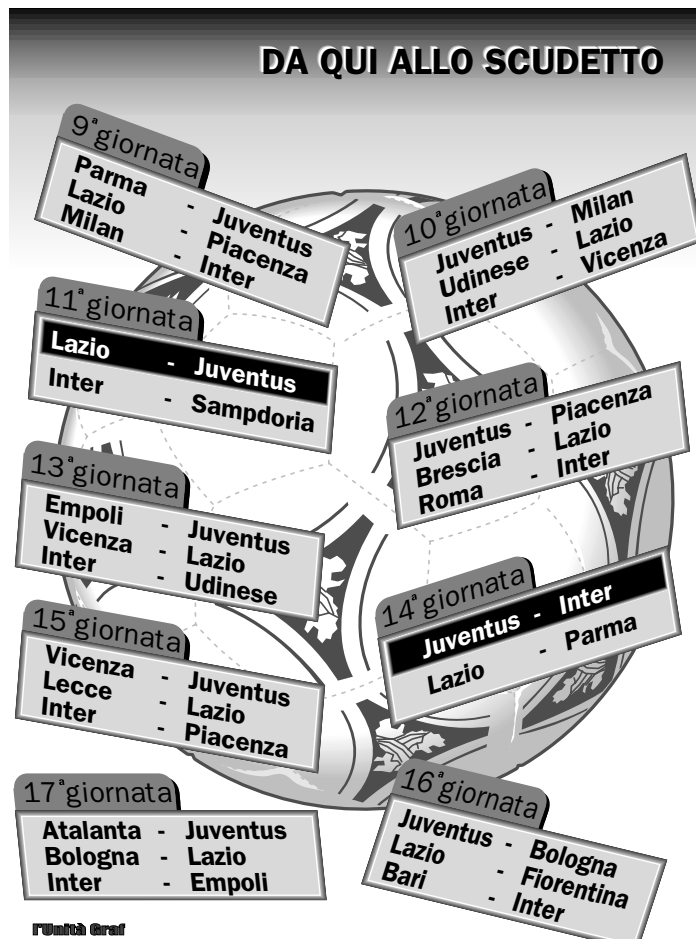 DA QUI ALLO SCUDETTO
9ª giornata
Parma - Juventus
Lazio - Piacenza
Milan - Inter
10ª giornata
Juventus - Milan
Udinese - Lazio
Inter - Vicenza
11ª giornata
Lazio - Juventus
Inter - Sampdoria
12ª giornata
Juventus - Piacenza
Brescia - Lazio
Roma - Inter
13ª giornata
Empoli - Juventus
Vicenza - Lazio
Inter - Udinese
14ª giornata
Juventus - Inter
Lazio - Parma
15ª giornata
Vicenza - Juventus
Lecce - Lazio
Inter - Piacenza
16ª giornata
Juventus - Bologna
Lazio - Fiorentina
Bari - Inter
17ª giornata
Atalanta - Juventus
Bologna - Lazio
Inter - Empoli
l'Unità Graf